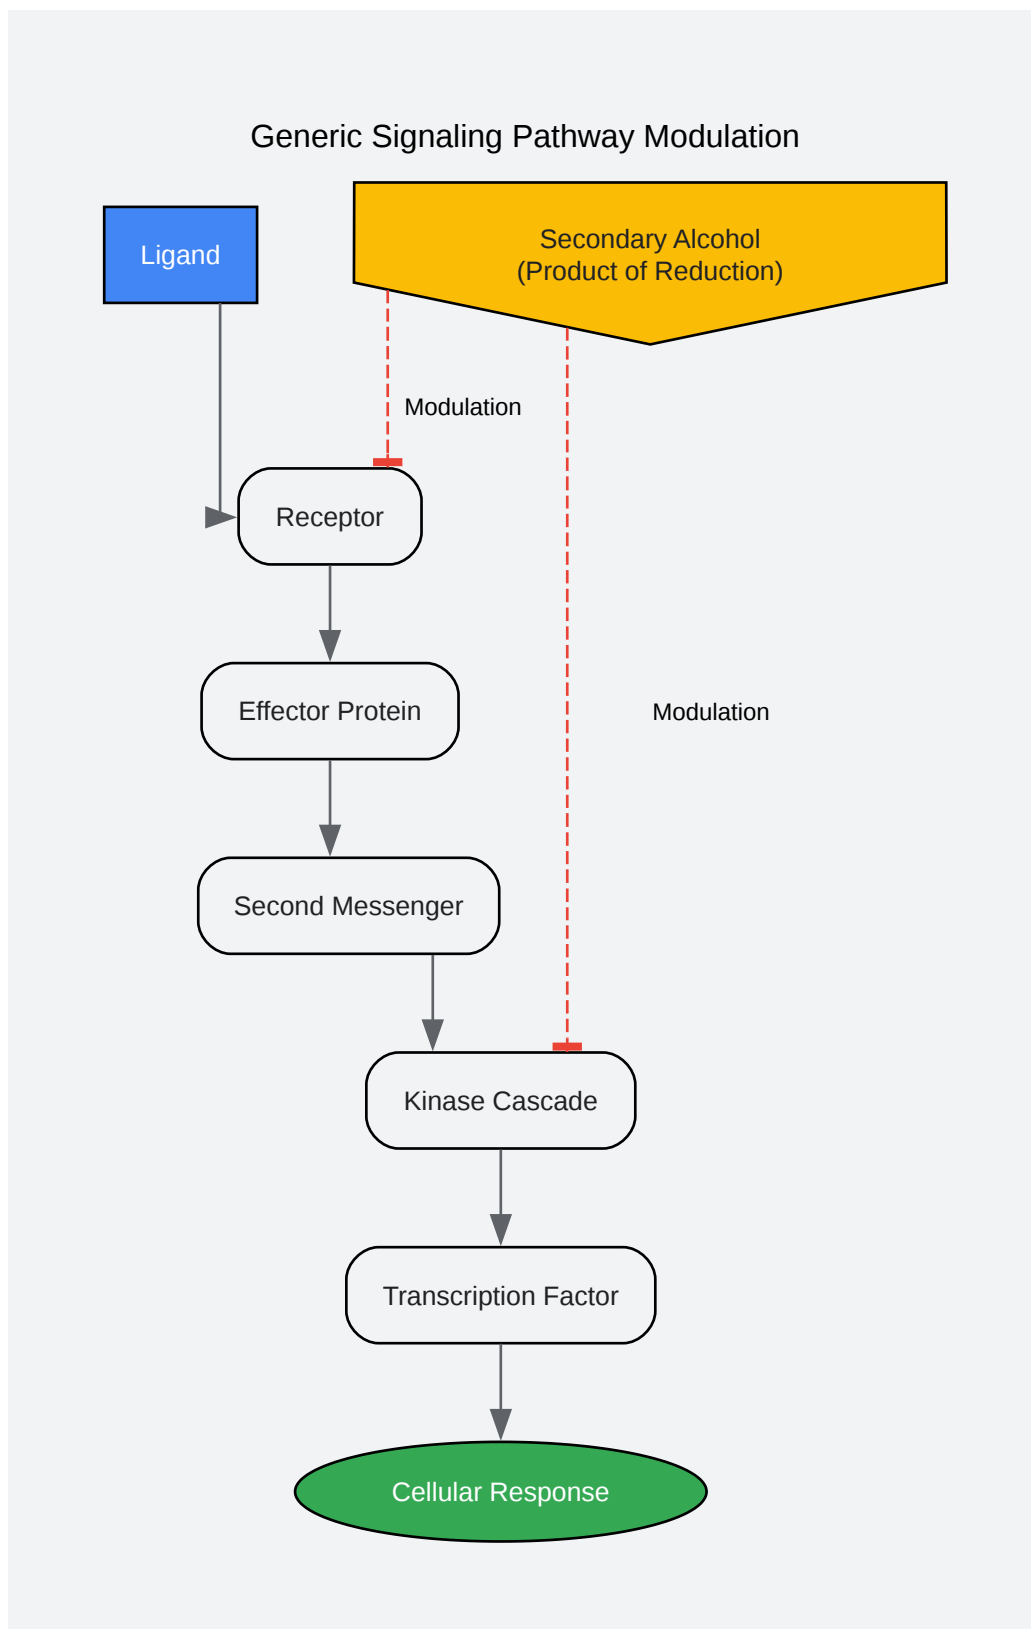 Generic Signaling Pathway Modulation
Ligand
Secondary Alcohol
(Product of Reduction)
Modulation
Receptor
Effector Protein
Modulation
Second Messenger
Kinase Cascade
Transcription Factor
Cellular Response